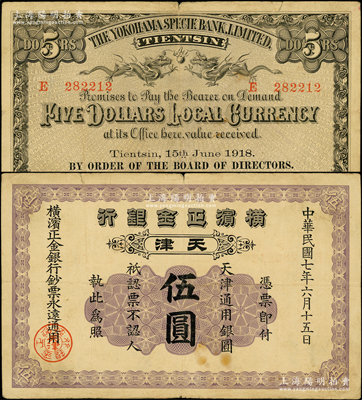 THE YOKOHAMA SPECIE BANK, LIMITED.
TIENTSIN
5
DO RS
5
DO RS
E 282212
E 282212
Promises to Pay the Bearer on Demand
FIVE DOLLARS LOCAL CURRENCY
at its Office here, value received.
Tientsin, 15th June 1918.
BY ORDER OF THE BOARD OF DIRECTORS.
行銀金正濱橫
津天
中華民國七年六月十五日
憑票即付
天津通用銀圓
伍圓
祇認票不認人
執此為照
橫濱正金銀行鈔票永遠通用